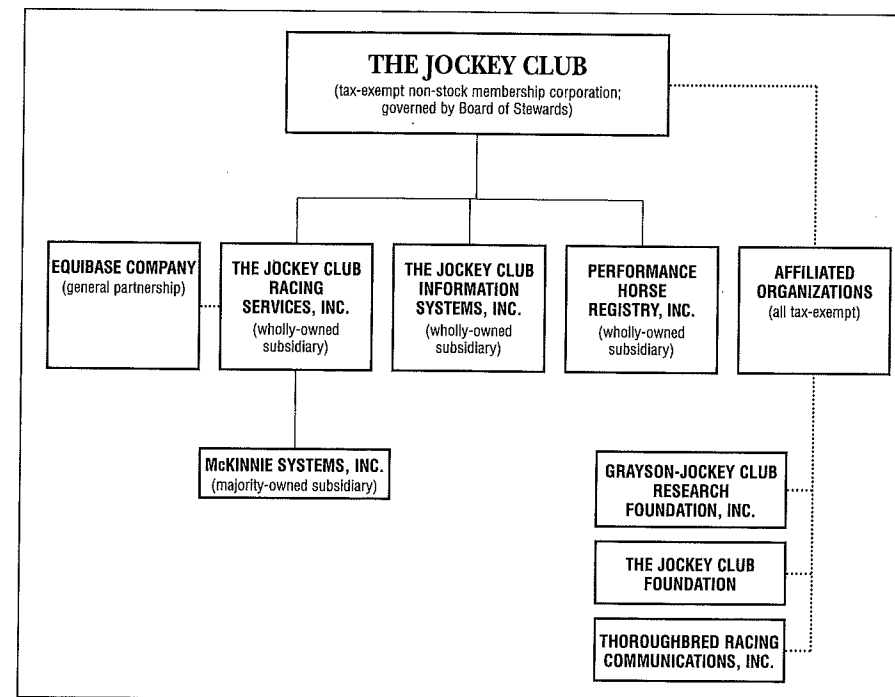 THE JOCKEY CLUB
(tax-exempt non-stock membership corporation;
governed by Board of Stewards)
EQUIBASE COMPANY
(general partnership)
THE JOCKEY CLUB
RACING
SERVICES, INC.
(wholly-owned
subsidiary)
THE JOCKEY CLUB
INFORMATION
SYSTEMS, INC.
(wholly-owned
subsidiary)
PERFORMANCE
HORSE
REGISTRY, INC.
(wholly-owned
subsidiary)
AFFILIATED
ORGANIZATIONS
(all tax-exempt)
McKINNIE SYSTEMS, INC.
(majority-owned subsidiary)
GRAYSON-JOCKEY CLUB
RESEARCH
FOUNDATION, INC.
THE JOCKEY CLUB
FOUNDATION
THOROUGHBRED RACING
COMMUNICATIONS, INC.